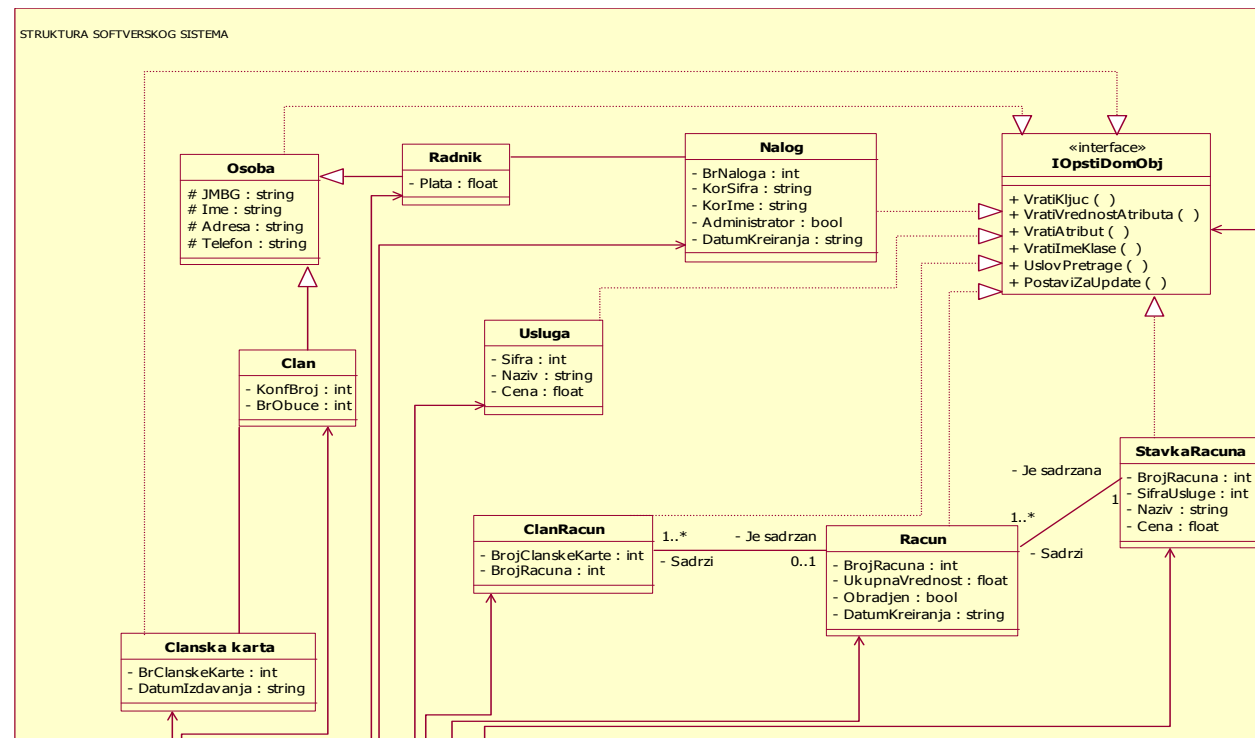 STRUKTURA SOFTVERSKOG SISTEMA
Osoba
# JMBG : string
# Ime : string
# Adresa : string
# Telefon : string
Radnik
- Plata : float
Nalog
- BrNaloga : int
- KorSifra : string
- KorIme : string
- Administrator : bool
- DatumKreiranja : string
«interface»
IOpstiDomObj
+ VratiKljuc ( )
+ VratiVrednostAtributa ( )
+ VratiAtribut ( )
+ VratiImeKlase ( )
+ UslovPretrage ( )
+ PostaviZaUpdate ( )
Usluga
- Sifra : int
- Naziv : string
- Cena : float
Clan
- KonfBroj : int
- BrObuce : int
StavkaRacuna
- BrojRacuna : int
- SifraUsluge : int
- Naziv : string
- Cena : float
- Je sadrzana
1
1..*
- Sadrzi
ClanRacun
- BrojClanskeKarte : int
- BrojRacuna : int
1..*
- Sadrzi
- Je sadrzan
0..1
Racun
- BrojRacuna : int
- UkupnaVrednost : float
- Obradjen : bool
- DatumKreiranja : string
Clanska karta
- BrClanskeKarte : int
- DatumIzdavanja : string